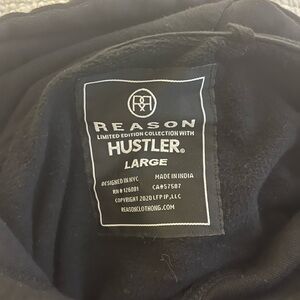 RR
REASON
LIMITED EDITION COLLECTION WITH
HUSTLER®
LARGE
DESIGNED IN NYC MADE IN INDIA
RN# 126081 CA#57587
COPYRIGHT 2020 LFP IP, LLC
REASONCLOTHING.COM